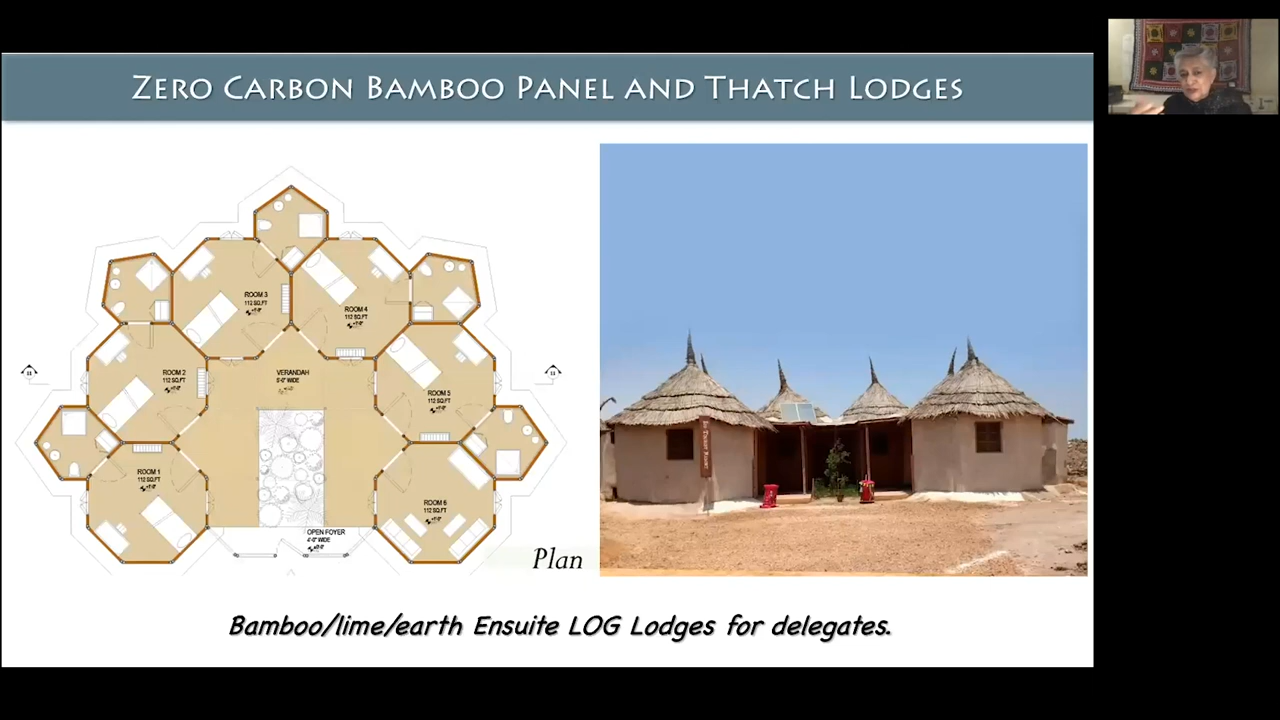 ZERO CARBON BAMBOO PANEL AND THATCH LODGES
ROOM 3
112 SQ.FT
ROOM 4
112 SQ.FT
ROOM 2
112 SQ.FT
VERANDAH
5'-0" WIDE
ROOM 5
112 SQ.FT
ROOM 1
112 SQ.FT
ROOM 6
112 SQ.FT
OPEN FOYER
4'-0" WIDE
Plan
Bamboo/lime/earth Ensuite LOG Lodges for delegates.